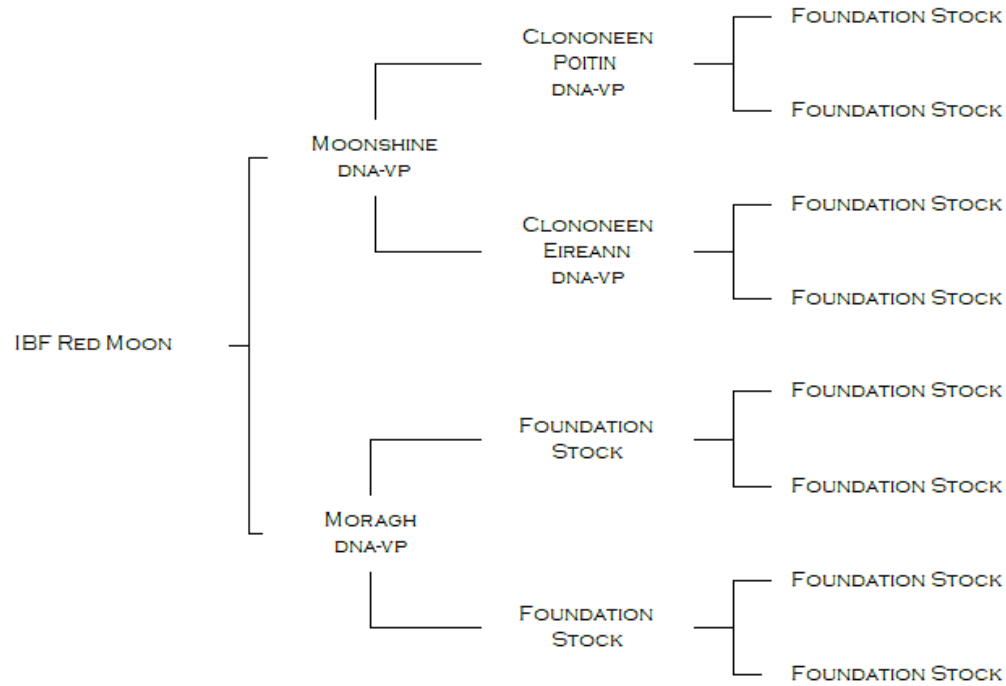 Foundation Stock
Clononeen
Poitin
DNA-VP
Foundation Stock
Moonshine
DNA-VP
Foundation Stock
Clononeen
Eireann
DNA-VP
Foundation Stock
IBF Red Moon
Foundation Stock
Foundation
Stock
Foundation Stock
Moragh
DNA-VP
Foundation Stock
Foundation
Stock
Foundation Stock